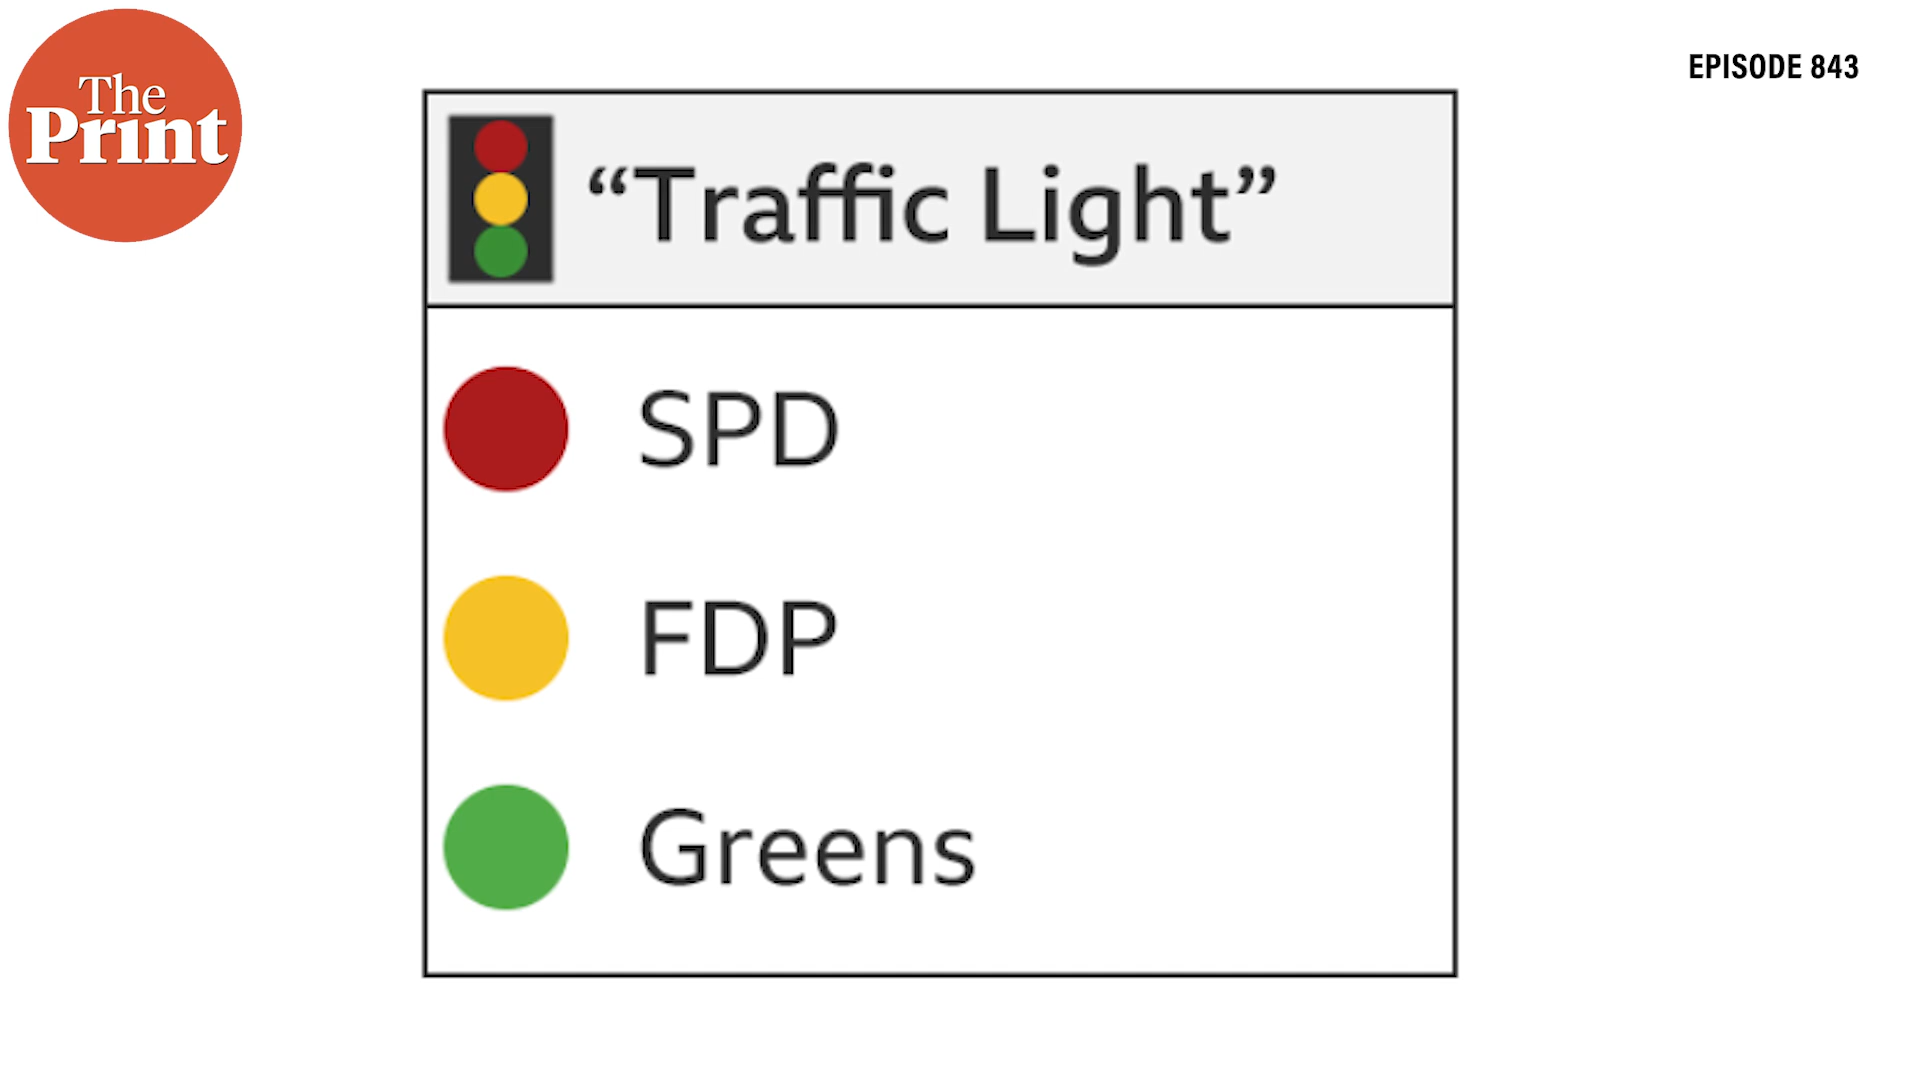 The
Print
EPISODE 843
“Traffic Light”
SPD
FDP
Greens